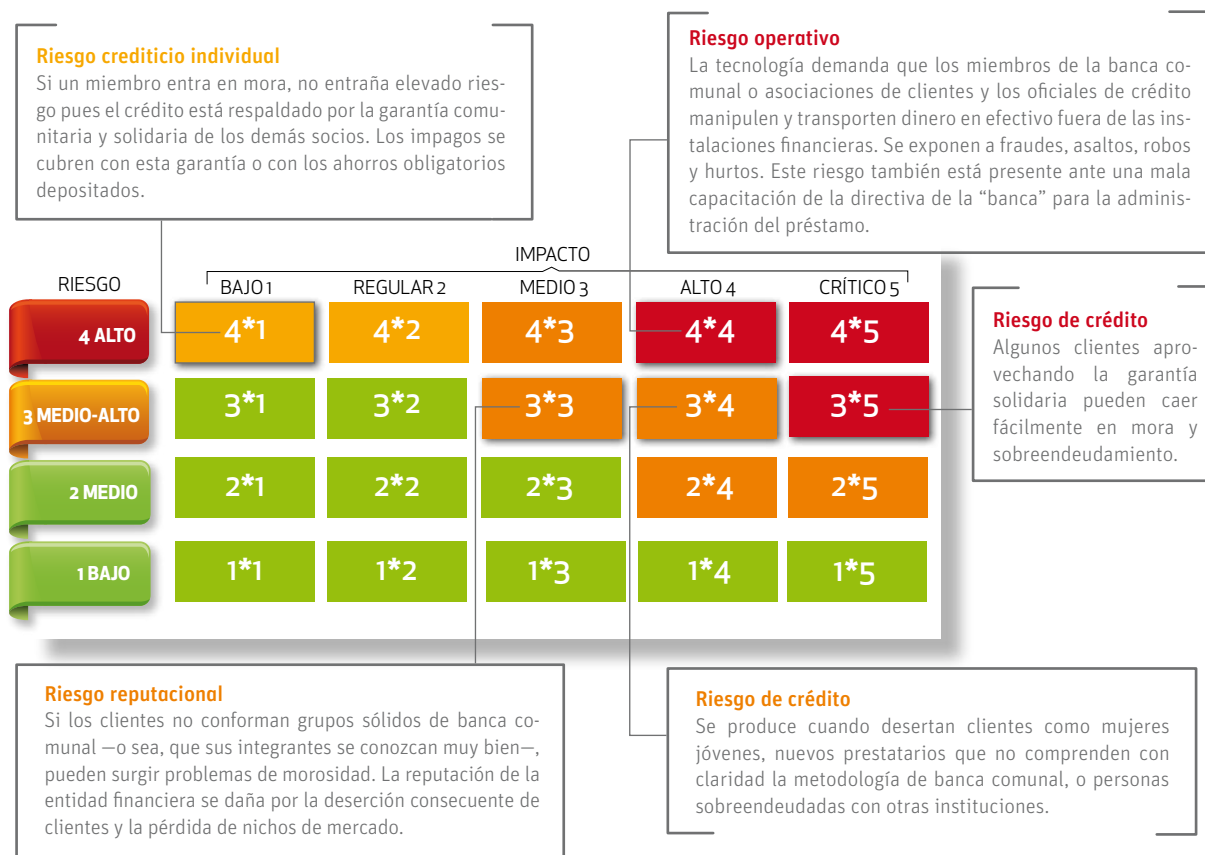 Riesgo crediticio individual
Si un miembro entra en mora, no entraña elevado ries-
go pues el crédito está respaldado por la garantía comu-
nitaria y solidaria de los demás socios. Los impagos se
cubren con esta garantía o con los ahorros obligatorios
depositados.
Riesgo operativo
La tecnología demanda que los miembros de la banca co-
munal o asociaciones de clientes y los oficiales de crédito
manipulen y transporten dinero en efectivo fuera de las ins-
talaciones financieras. Se exponen a fraudes, asaltos, robos
y hurtos. Este riesgo también está presente ante una mala
capacitación de la directiva de la “banca” para la adminis-
tración del préstamo.
IMPACTO
RIESGO BAJO 1 REGULAR 2 MEDIO 3 ALTO 4 CRÍTICO 5
4 ALTO 4*1 4*2 4*3 4*4 4*5
3 MEDIO-ALTO 3*1 3*2 3*3 3*4 3*5
2 MEDIO 2*1 2*2 2*3 2*4 2*5
1 BAJO 1*1 1*2 1*3 1*4 1*5
Riesgo de crédito
Algunos clientes apro-
vechando la garantía
solidaria pueden caer
fácilmente en mora y
sobreendeudamiento.
Riesgo reputacional
Si los clientes no conforman grupos sólidos de banca co-
munal —o sea, que sus integrantes se conozcan muy bien—,
pueden surgir problemas de morosidad. La reputación de la
entidad financiera se daña por la deserción consecuente de
clientes y la pérdida de nichos de mercado.
Riesgo de crédito
Se produce cuando desertan clientes como mujeres
jóvenes, nuevos prestatarios que no comprenden con
claridad la metodología de banca comunal, o personas
sobreendeudadas con otras instituciones.